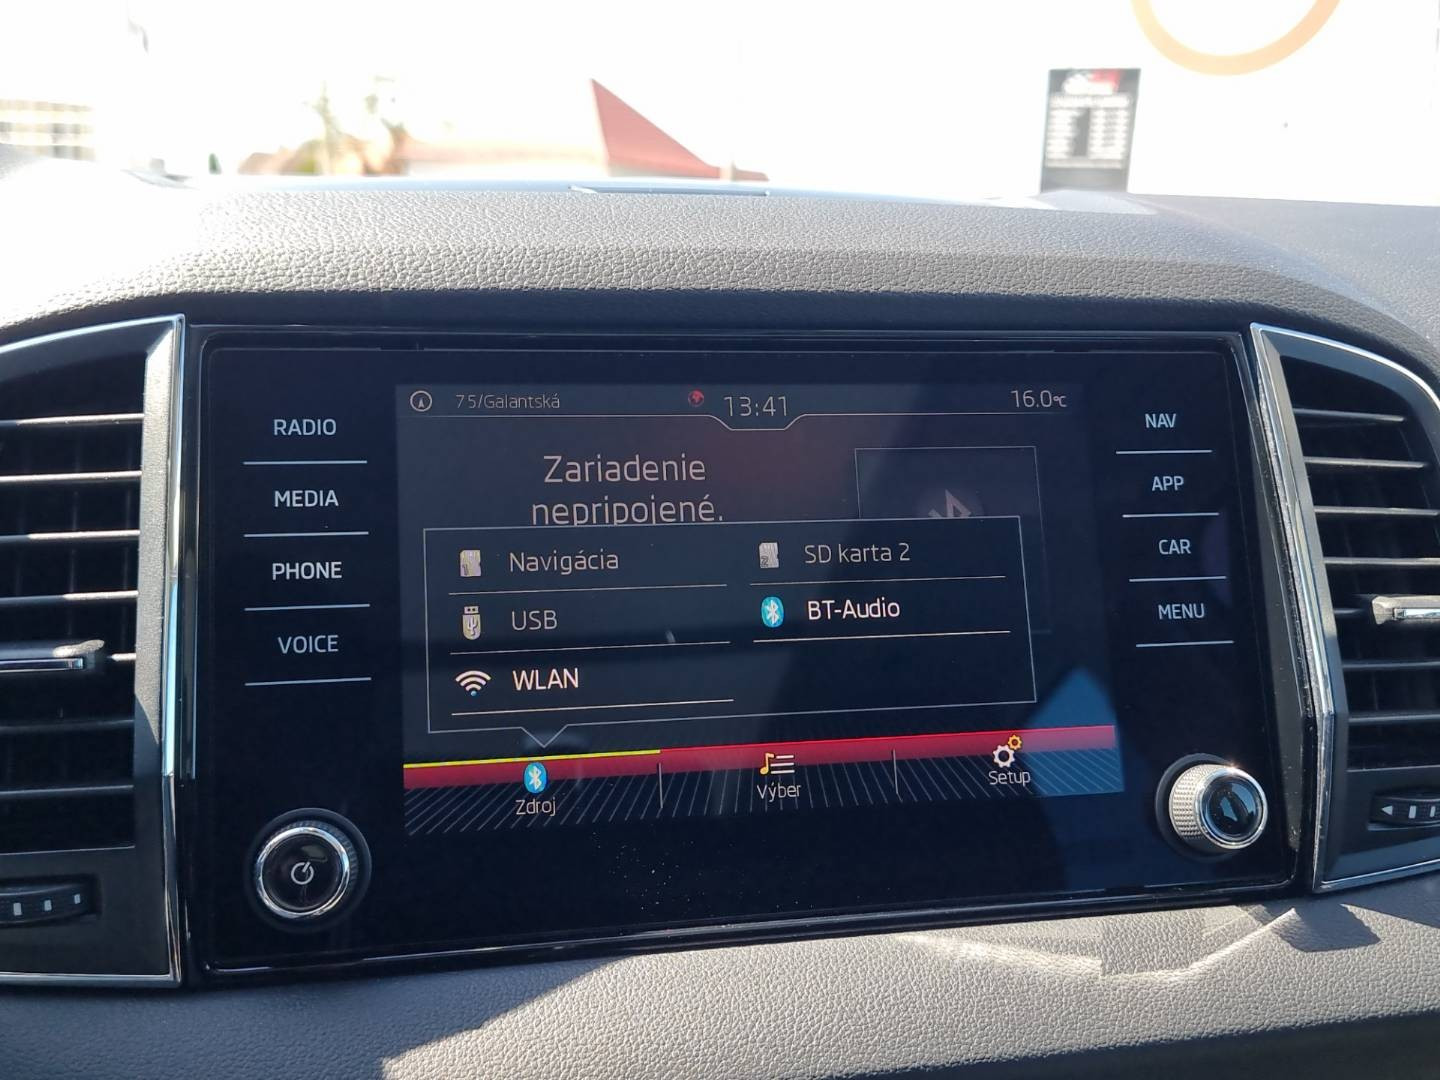 75/Galantská
13:41
16.0°C
RADIO
MEDIA
PHONE
VOICE
Zariadenie
nepripojené.
Navigácia
SD karta 2
USB
BT-Audio
WLAN
Zdroj
Výber
Setup
NAV
APP
CAR
MENU